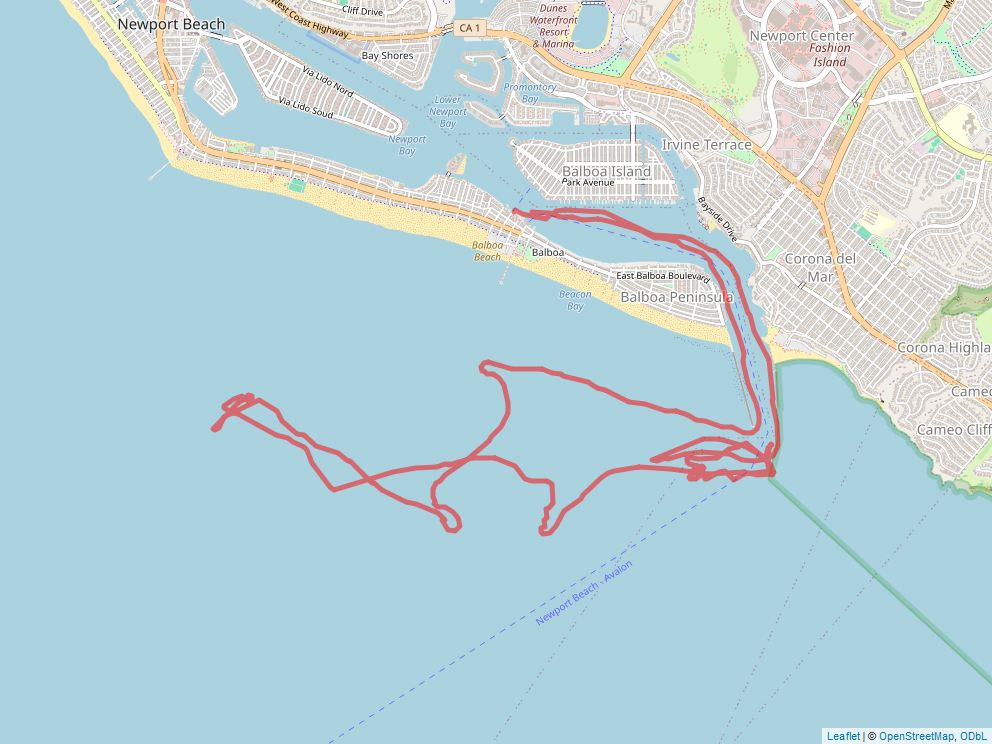 Newport Beach
Cliff Drive
West Coast Highway
CA 1
Dunes
Waterfront
Resort
& Marina
Newport Center
Fashion
Island
Bay Shores
Via Lido Nord
Via Lido Soud
Promontory
Bay
Lower
Newport
Bay
Newport
Bay
Irvine Terrace
Balboa Island
Park Avenue
Bayside Drive
Balboa
Beach
Balboa
Corona del
Mar
East Balboa Boulevard
Balboa Peninsula
Beacon
Bay
Corona Highla
Cameo
Cameo Cliff
Newport Beach - Avalon
Leaflet | © OpenStreetMap, ODbL